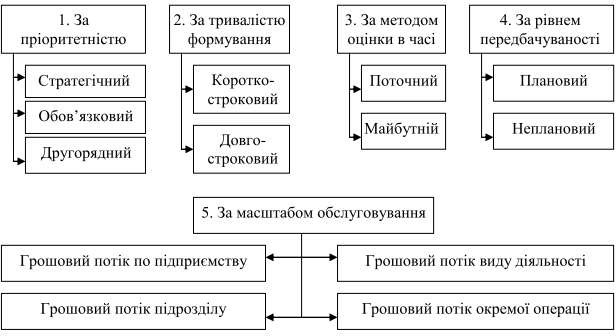 1. За
пріоритетністю
Стратегічний
Обов’язковий
Другорядний
2. За тривалістю
формування
Коротко-
строковий
Довго-
строковий
3. За методом
оцінки в часі
Поточний
Майбутній
4. За рівнем
передбачуваності
Плановий
Неплановий
5. За масштабом обслуговування
Грошовий потік по підприємству
Грошовий потік виду діяльності
Грошовий потік підрозділу
Грошовий потік окремої операції